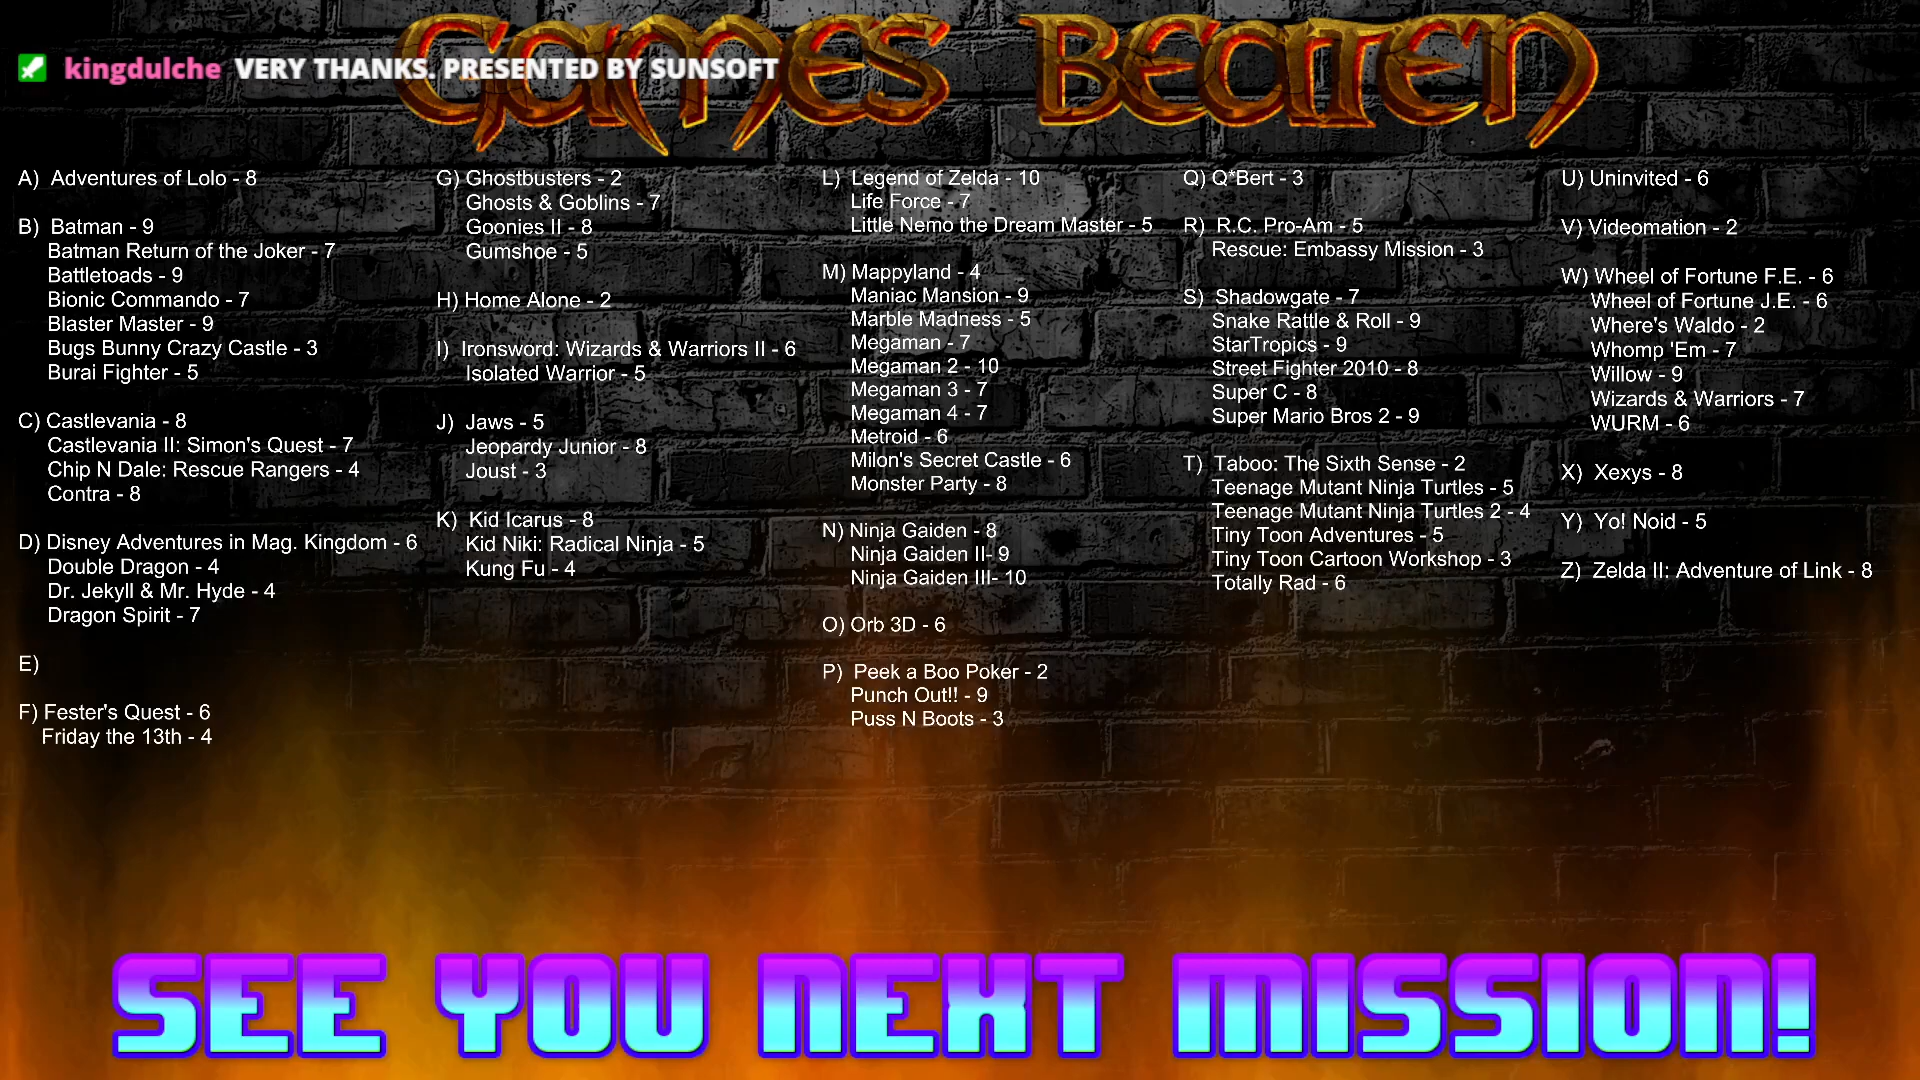 GAMES BEATEN
kingdulche VERY THANKS. PRESENTED BY SUNSOFT
A) Adventures of Lolo - 8
B) Batman - 9
Batman Return of the Joker - 7
Battletoads - 9
Bionic Commando - 7
Blaster Master - 9
Bugs Bunny Crazy Castle - 3
Burai Fighter - 5
C) Castlevania - 8
Castlevania II: Simon's Quest - 7
Chip N Dale: Rescue Rangers - 4
Contra - 8
D) Disney Adventures in Mag. Kingdom - 6
Double Dragon - 4
Dr. Jekyll & Mr. Hyde - 4
Dragon Spirit - 7
E)
F) Fester's Quest - 6
Friday the 13th - 4
G) Ghostbusters - 2
Ghosts & Goblins - 7
Goonies II - 8
Gumshoe - 5
H) Home Alone - 2
I) Ironsword: Wizards & Warriors II - 6
Isolated Warrior - 5
J) Jaws - 5
Jeopardy Junior - 8
Joust - 3
K) Kid Icarus - 8
Kid Niki: Radical Ninja - 5
Kung Fu - 4
L) Legend of Zelda - 10
Life Force - 7
Little Nemo the Dream Master - 5
M) Mappyland - 4
Maniac Mansion - 9
Marble Madness - 5
Megaman - 7
Megaman 2 - 10
Megaman 3 - 7
Megaman 4 - 7
Metroid - 6
Milon's Secret Castle - 6
Monster Party - 8
N) Ninja Gaiden - 8
Ninja Gaiden II- 9
Ninja Gaiden III- 10
O) Orb 3D - 6
P) Peek a Boo Poker - 2
Punch Out!! - 9
Puss N Boots - 3
Q) Q*Bert - 3
R) R.C. Pro-Am - 5
Rescue: Embassy Mission - 3
S) Shadowgate - 7
Snake Rattle & Roll - 9
StarTropics - 9
Street Fighter 2010 - 8
Super C - 8
Super Mario Bros 2 - 9
T) Taboo: The Sixth Sense - 2
Teenage Mutant Ninja Turtles - 5
Teenage Mutant Ninja Turtles 2 - 4
Tiny Toon Adventures - 5
Tiny Toon Cartoon Workshop - 3
Totally Rad - 6
U) Uninvited - 6
V) Videomation - 2
W) Wheel of Fortune F.E. - 6
Wheel of Fortune J.E. - 6
Where's Waldo - 2
Whomp 'Em - 7
Willow - 9
Wizards & Warriors - 7
WURM - 6
X) Xexys - 8
Y) Yo! Noid - 5
Z) Zelda II: Adventure of Link - 8
SEE YOU NEXT MISSION!